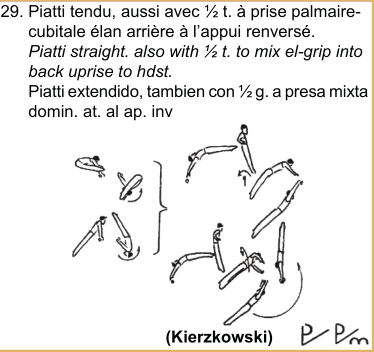 29. Piatti tendu, aussi avec ½ t. à prise palmaire-
cubitale élan arrière à l'appui renversé.
Piatti straight. also with ½ t. to mix el-grip into
back uprise to hdst.
Piatti extendido, tambien con ½ g. a presa mixta
domin. at. al ap. inv
(Kierzkowski)